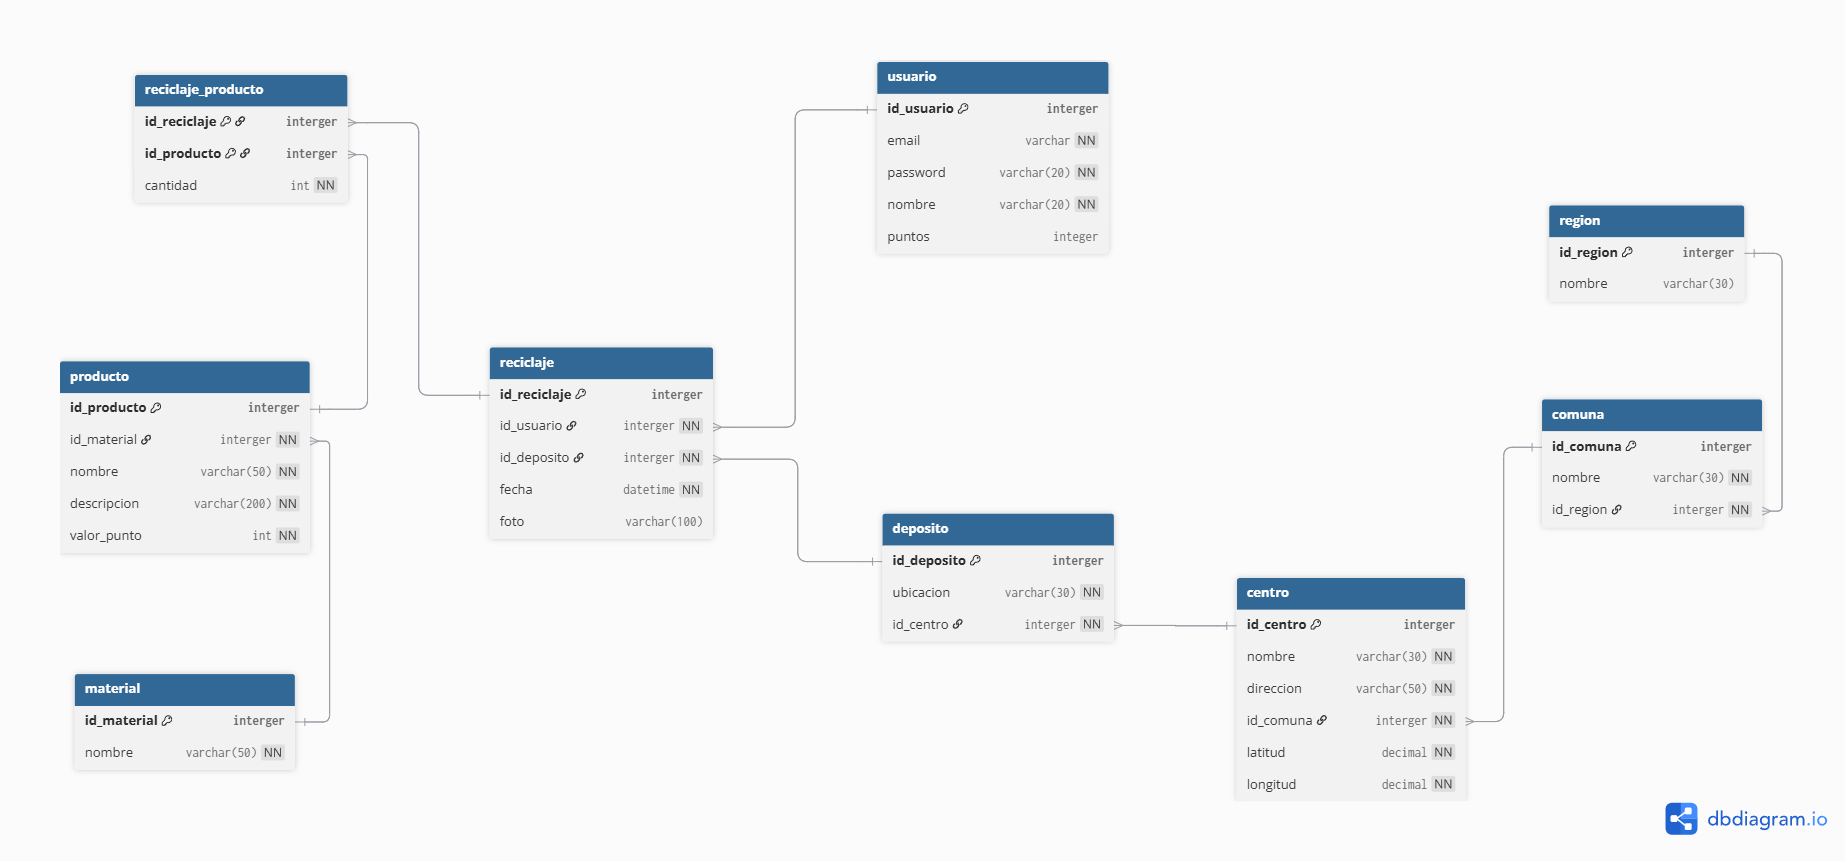 reciclaje_producto
id_reciclaje interger
id_producto interger
cantidad int NN
usuario
id_usuario interger
email varchar NN
password varchar(20) NN
nombre varchar(20) NN
puntos integer
region
id_region interger
nombre varchar(30)
producto
id_producto interger
id_material interger NN
nombre varchar(50) NN
descripcion varchar(200) NN
valor_punto int NN
reciclaje
id_reciclaje interger
id_usuario interger NN
id_deposito interger NN
fecha datetime NN
foto varchar(100)
comuna
id_comuna interger
nombre varchar(30) NN
id_region interger NN
deposito
id_deposito interger
ubicacion varchar(30) NN
id_centro interger NN
centro
id_centro interger
nombre varchar(30) NN
direccion varchar(50) NN
id_comuna interger NN
latitud decimal NN
longitud decimal NN
material
id_material interger
nombre varchar(50) NN
dbdiagram.io